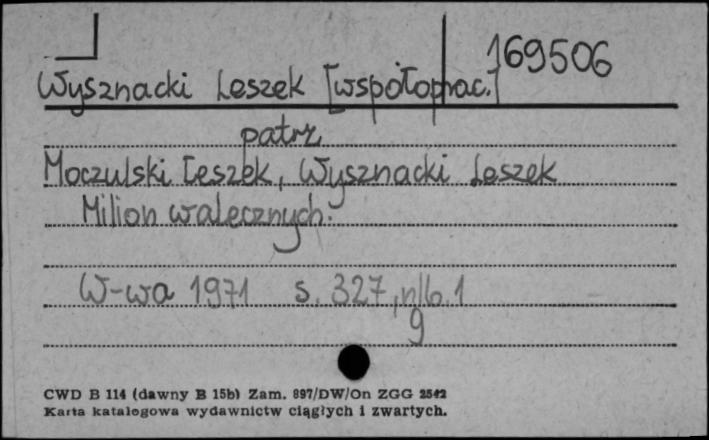 169506
Wysznacki Leszek [współoprac.]
patrz
Moczulski Leszek, Wysznacki Leszek
Milion walecznych.
W-wa 1971 s. 327, nlb. 1
9
CWD B 114 (dawny B 15b) Zam. 897/DW/On ZGG 2542
Karta katalogowa wydawnictw ciągłych i zwartych.